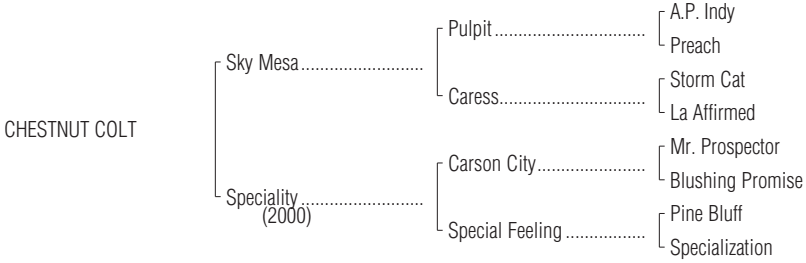 A.P. Indy
Pulpit..............................
Preach
Sky Mesa........................
Storm Cat
Caress.............................
La Affirmed
CHESTNUT COLT
Mr. Prospector
Carson City......................
Blushing Promise
Speciality........................
(2000)
Pine Bluff
Special Feeling ................
Specialization